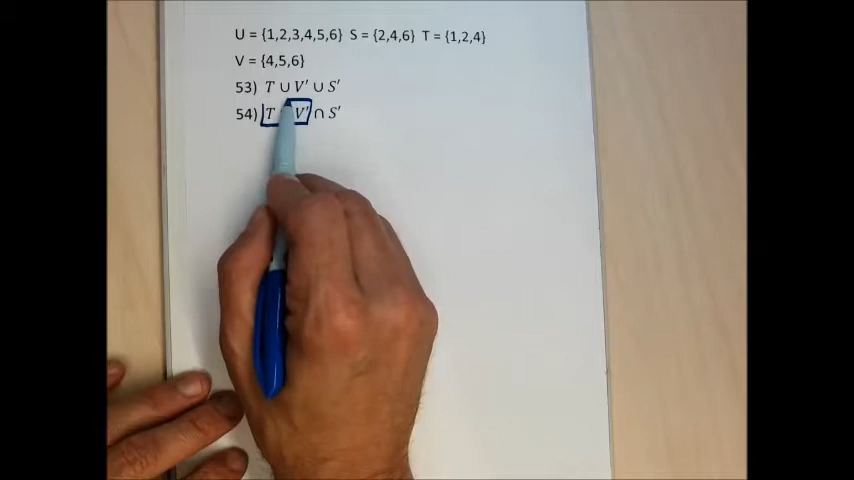 U = {1,2,3,4,5,6} S = {2,4,6} T = {1,2,4}
V = {4,5,6}
53) T ∪ V′ ∪ S′
54) T V′ ∩ S′